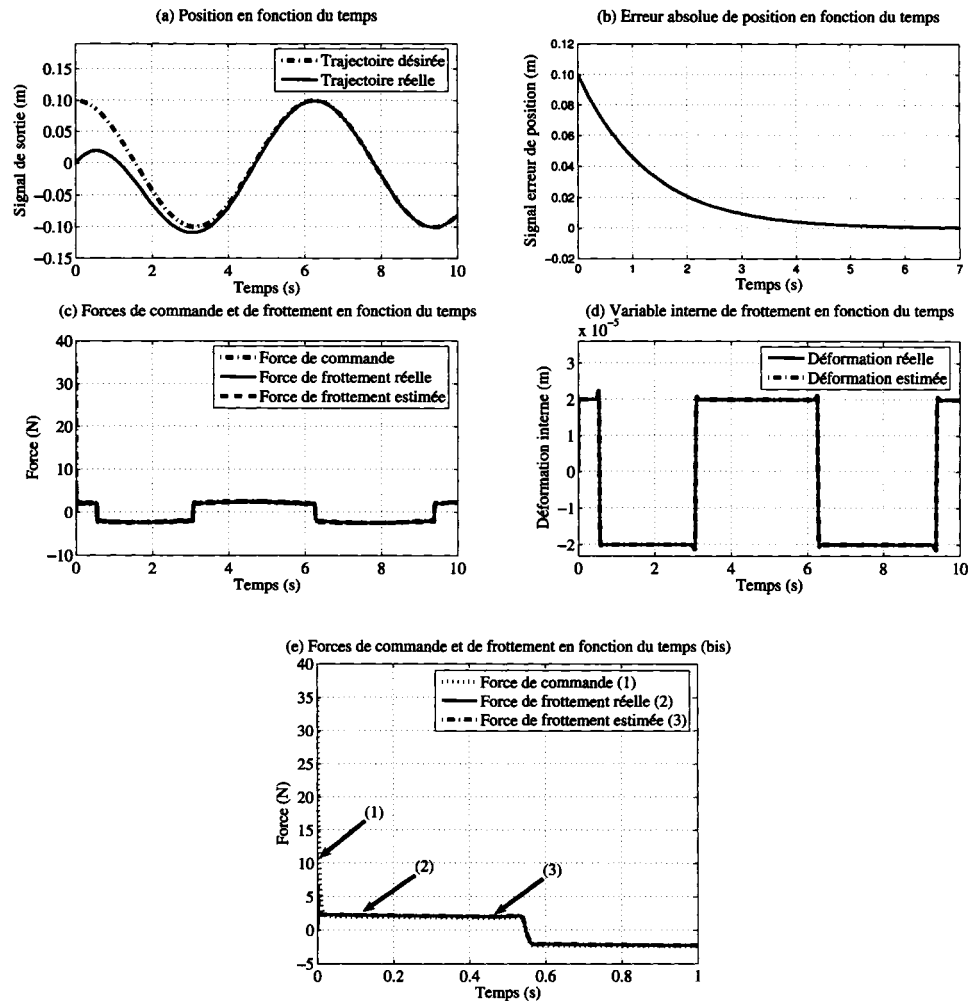 (a) Position en fonction du temps
Signal de sortie (m)
0.15
0.10
0.05
0
−0.05
−0.10
−0.15
Trajectoire désirée
Trajectoire réelle
0 2 4 6 8 10
Temps (s)
(b) Erreur absolue de position en fonction du temps
Signal erreur de position (m)
0.12
0.10
0.08
0.06
0.04
0.02
0
−0.02
0 1 2 3 4 5 6 7
Temps (s)
(c) Forces de commande et de frottement en fonction du temps
Force (N)
40
30
20
10
0
−10
Force de commande
Force de frottement réelle
Force de frottement estimée
0 2 4 6 8 10
Temps (s)
(d) Variable interne de frottement en fonction du temps
x 10⁻⁵
Déformation interne (m)
3
2
1
0
−1
−2
Déformation réelle
Déformation estimée
0 2 4 6 8 10
Temps (s)
(e) Forces de commande et de frottement en fonction du temps (bis)
Force (N)
40
35
30
25
20
15
10
5
0
−5
Force de commande (1)
Force de frottement réelle (2)
Force de frottement estimée (3)
(1)
(2)
(3)
0 0.2 0.4 0.6 0.8 1
Temps (s)